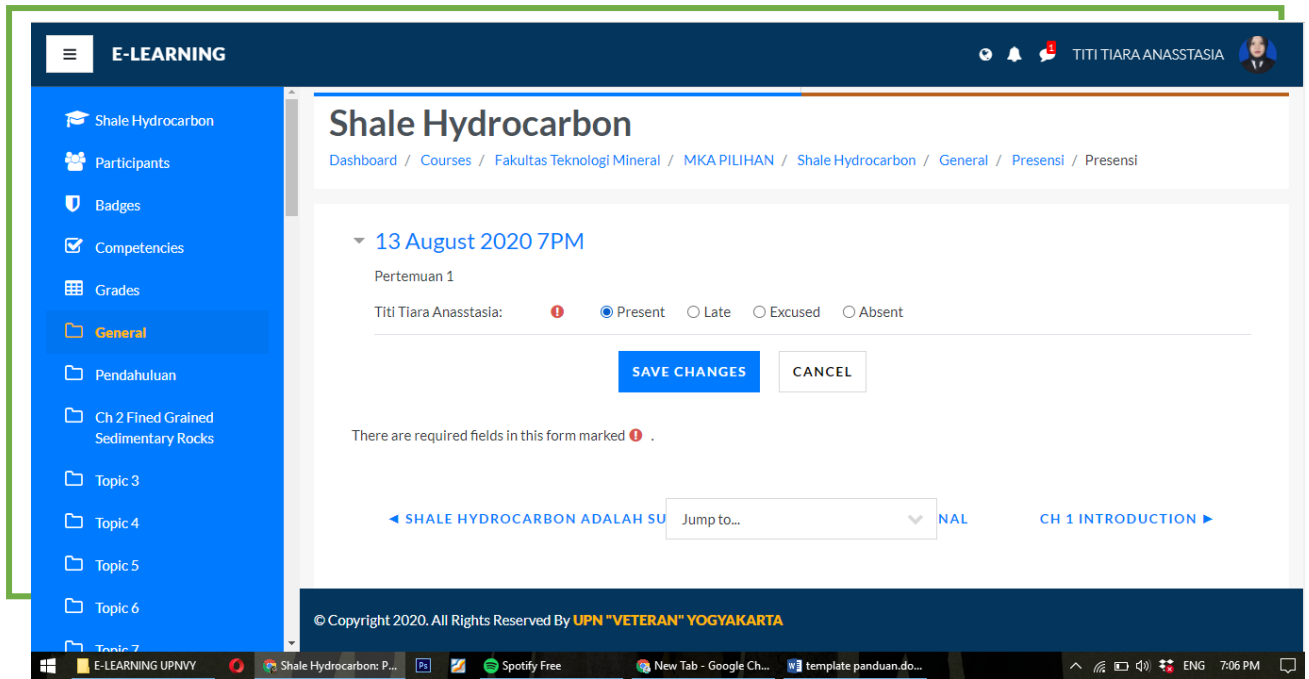 E-LEARNING
1
TITI TIARA ANASSTASIA
Shale Hydrocarbon
Participants
Badges
Competencies
Grades
General
Pendahuluan
Ch 2 Fined Grained
Sedimentary Rocks
Topic 3
Topic 4
Topic 5
Topic 6
Topic 7
Shale Hydrocarbon
Dashboard / Courses / Fakultas Teknologi Mineral / MKA PILIHAN / Shale Hydrocarbon / General / Presensi / Presensi
13 August 2020 7PM
Pertemuan 1
Titi Tiara Anasstasia: Present Late Excused Absent
SAVE CHANGES CANCEL
There are required fields in this form marked .
◄ SHALE HYDROCARBON ADALAH SU Jump to... NAL CH 1 INTRODUCTION ►
© Copyright 2020. All Rights Reserved By UPN "VETERAN" YOGYAKARTA
E-LEARNING UPNVY Shale Hydrocarbon: P... Ps Spotify Free New Tab - Google Ch... template panduan.do... ENG 7:06 PM